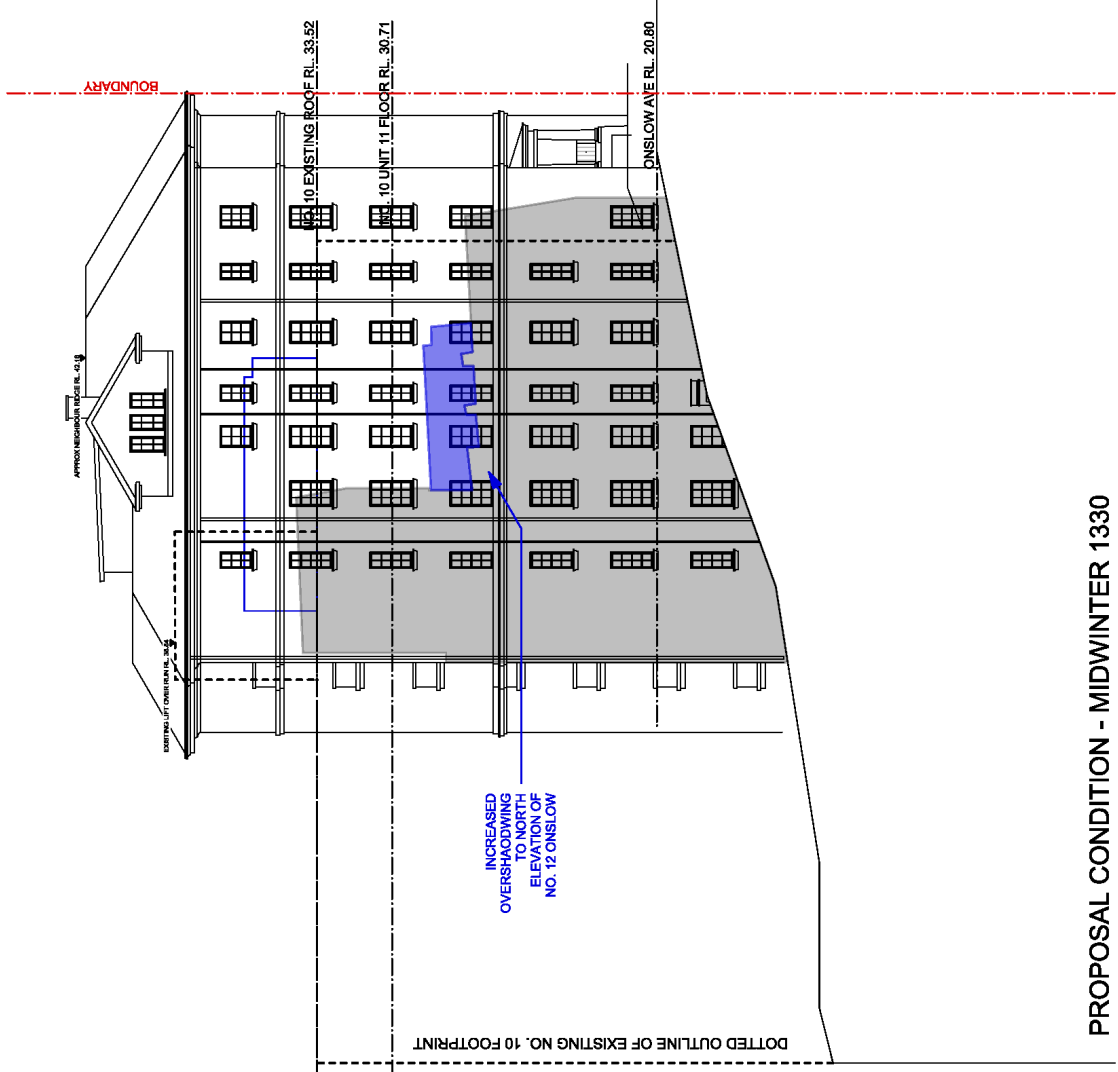 BOUNDARY
NO. 10 EXISTING ROOF RL. 33.52
NO. 10 UNIT 11 FLOOR RL. 30.71
ONSLOW AVE RL. 20.80
APPROX NEIGHBOUR RIDGE RL. 42.10
EXISTING LIFT OVER RUN RL.
INCREASED
OVERSHAODWING
TO NORTH
ELEVATION OF
NO. 12 ONSLOW
DOTTED OUTLINE OF EXISTING NO. 10 FOOTPRINT
PROPOSAL CONDITION - MIDWINTER 1330